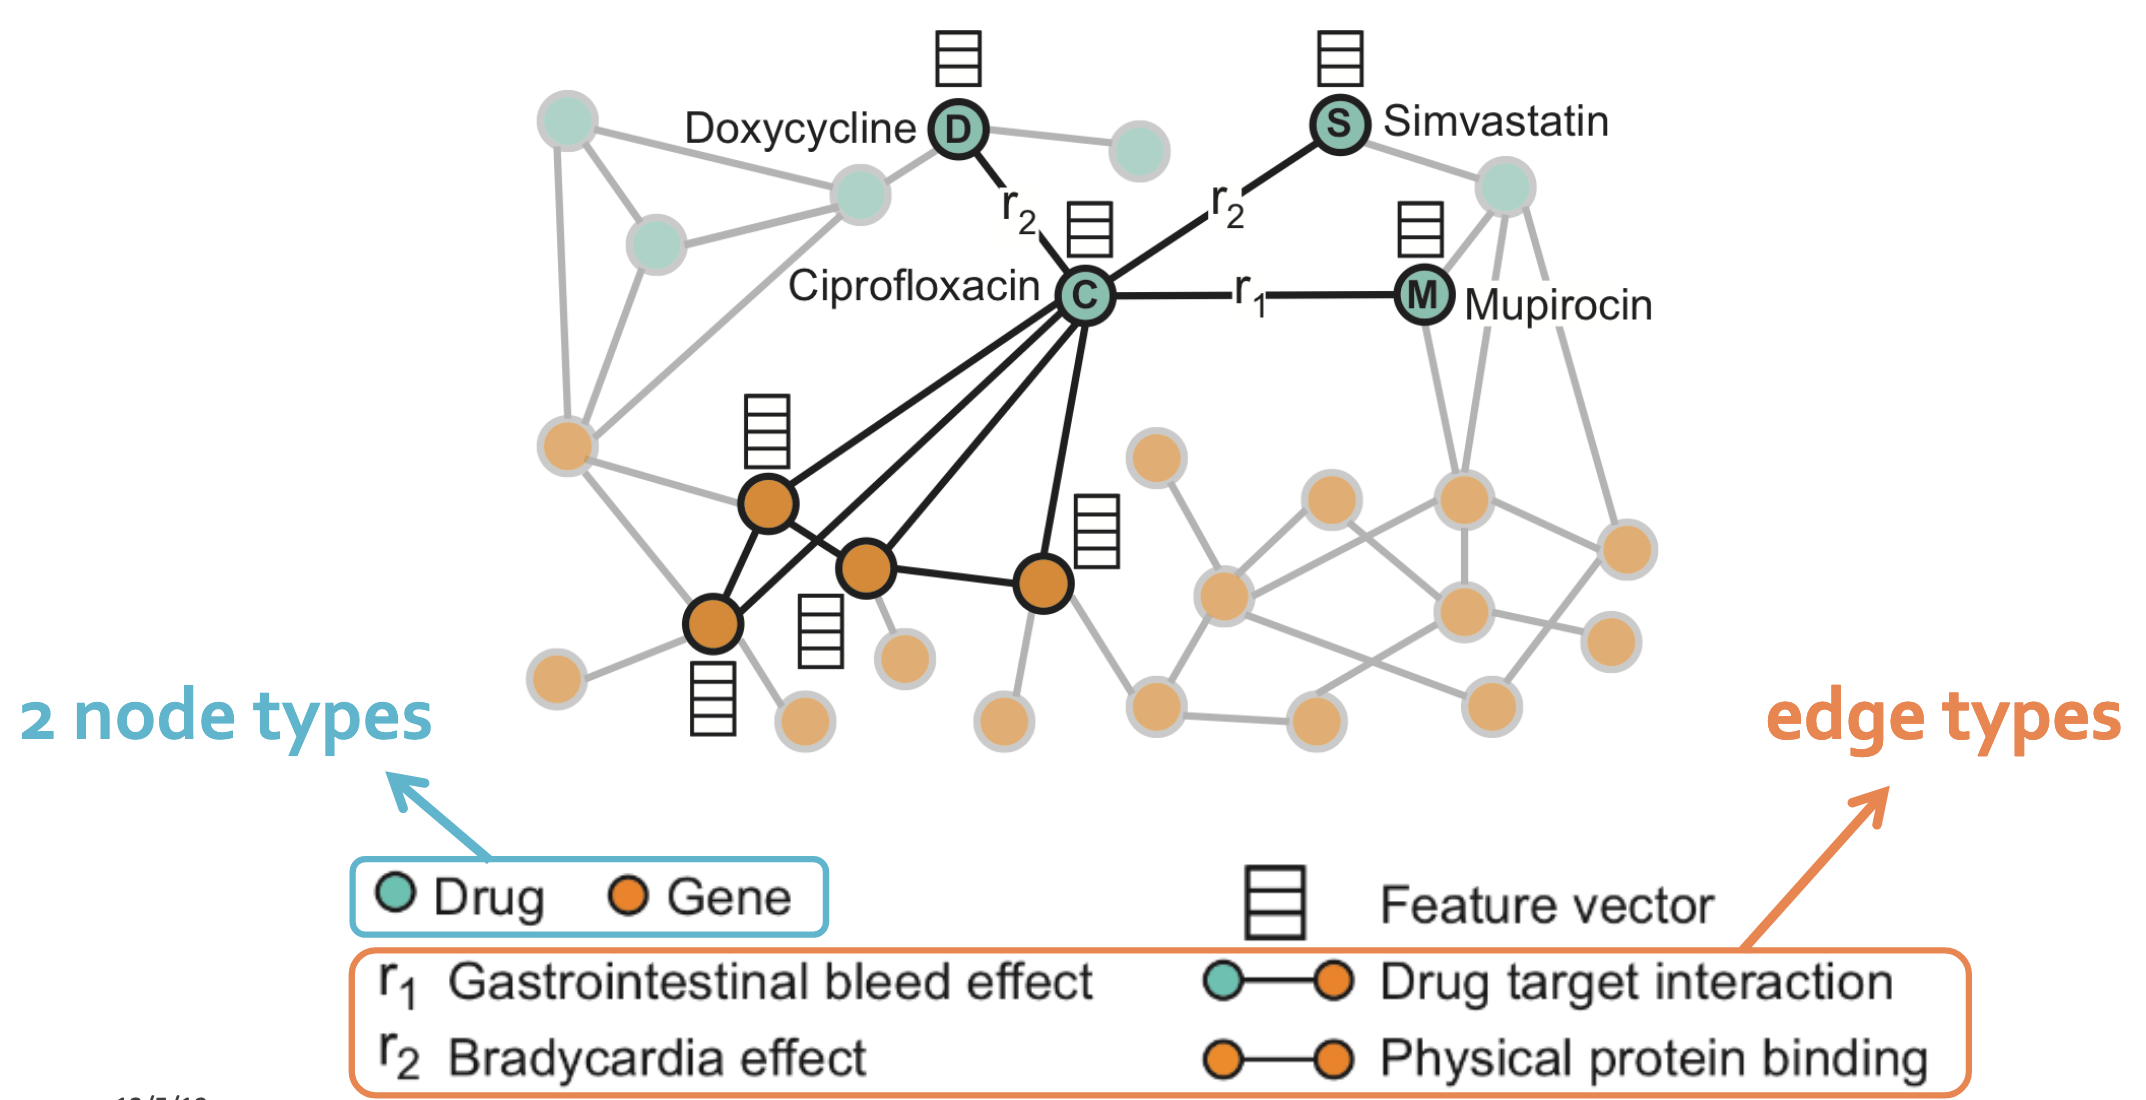 Doxycycline D
S Simvastatin
r2
r2
Ciprofloxacin C
r1
M Mupirocin
2 node types
edge types
Drug Gene
Feature vector
r1 Gastrointestinal bleed effect
Drug target interaction
r2 Bradycardia effect
Physical protein binding